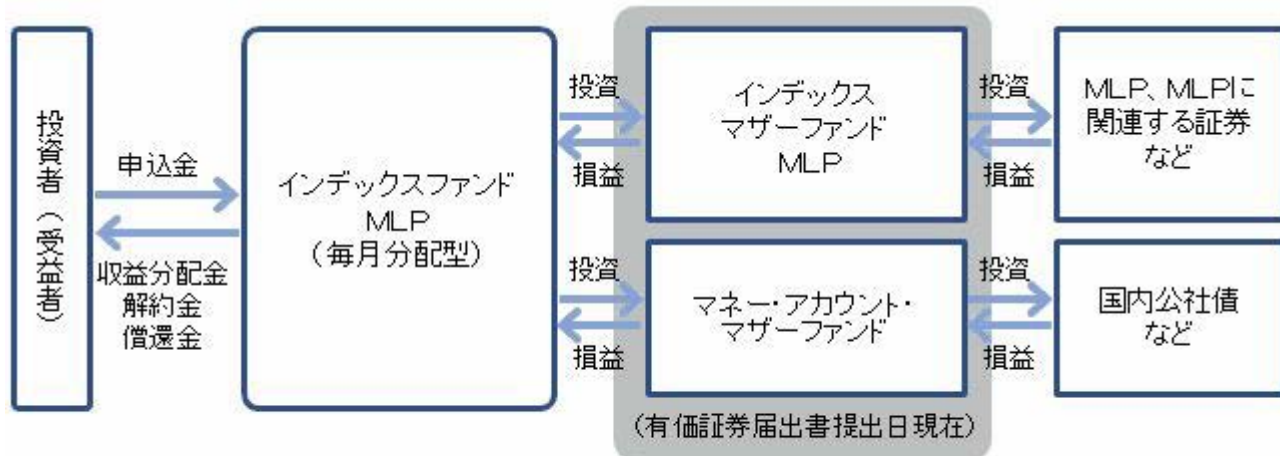 投資者（受益者）
申込金
収益分配金
解約金
償還金
インデックスファンド
MLP
（毎月分配型）
投資
損益
投資
損益
インデックス
マザーファンド
MLP
マネー・アカウント・
マザーファンド
（有価証券届出書提出日現在）
投資
損益
投資
損益
MLP、MLPに
関連する証券
など
国内公社債
など